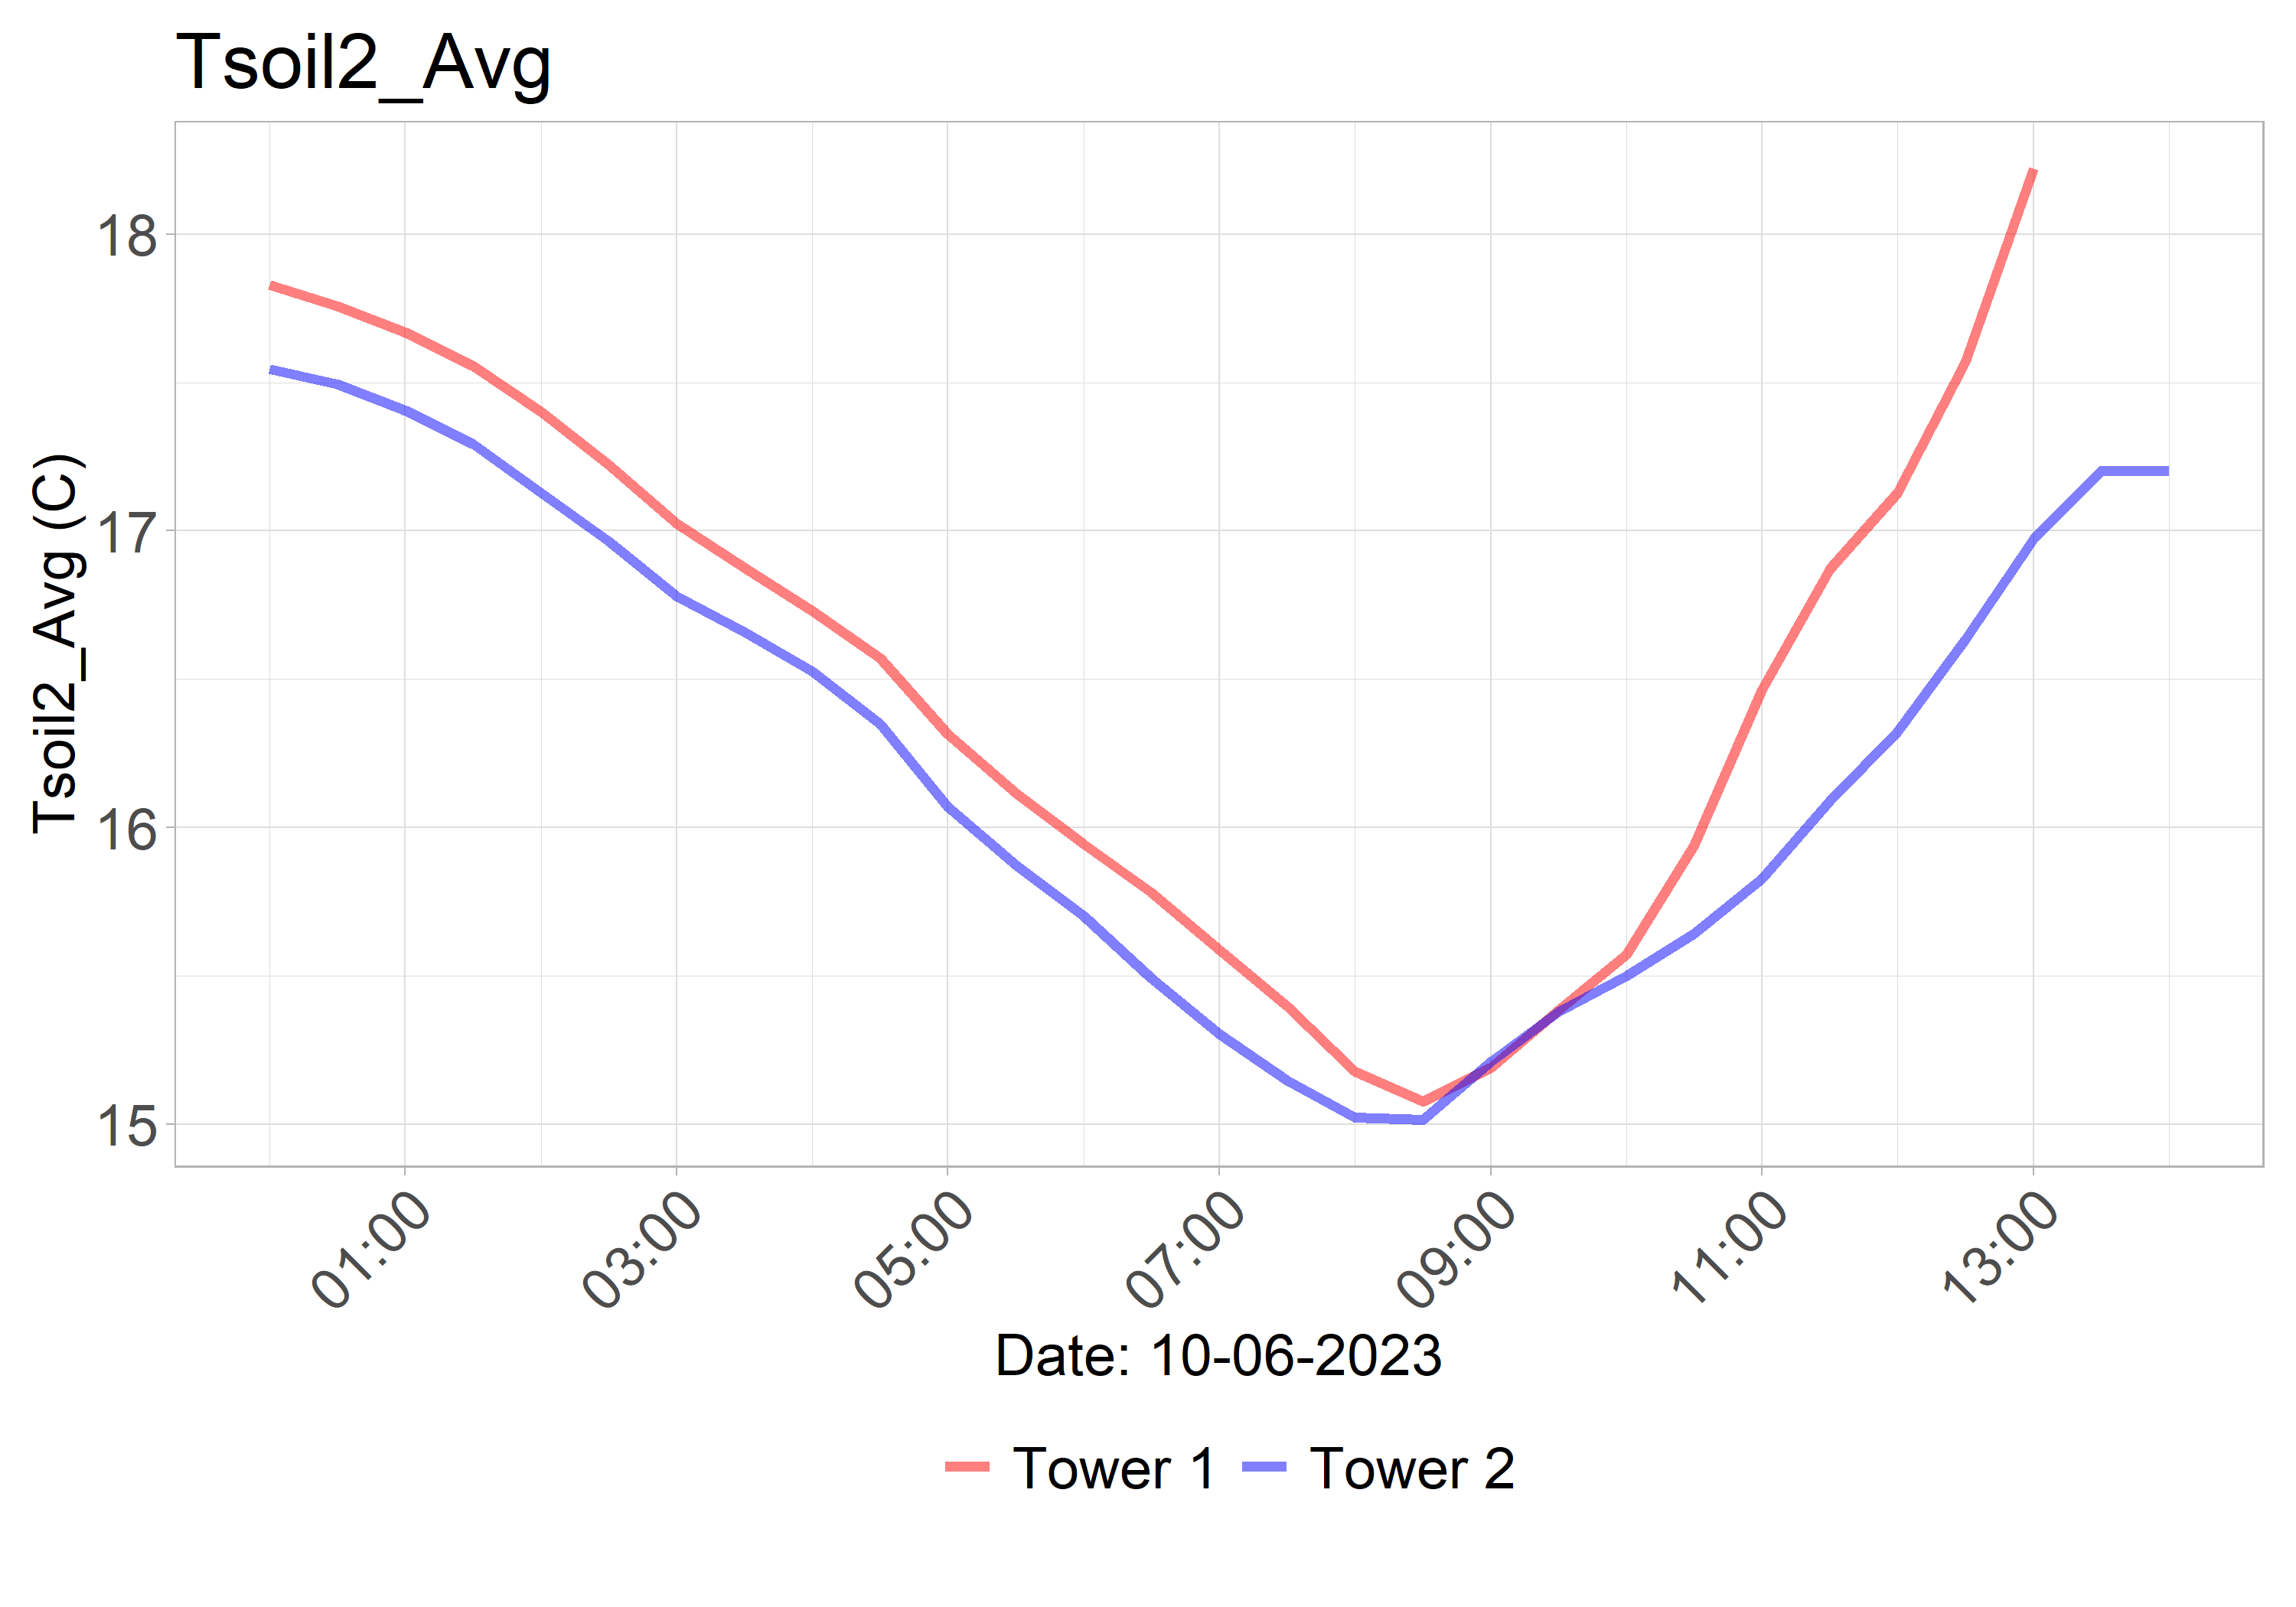 Tsoil2_Avg
Tsoil2_Avg (C)
18
17
16
15
01:00 03:00 05:00 07:00 09:00 11:00 13:00
Date: 10-06-2023
Tower 1 Tower 2